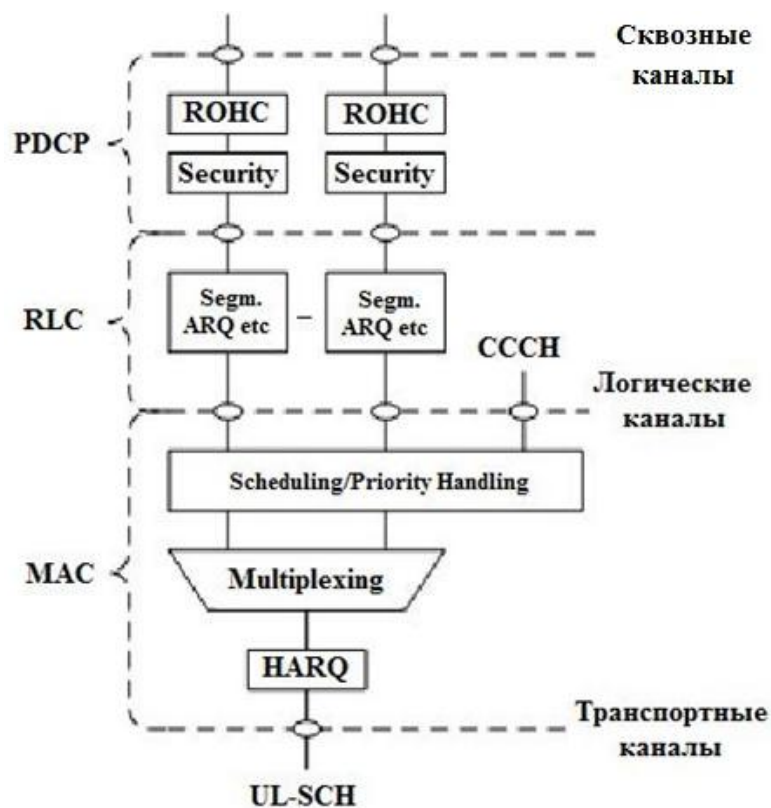 Сквозные
каналы
ROHC ROHC
PDCP
Security Security
Segm.
ARQ etc
–
Segm.
ARQ etc
RLC
CCCH
Логические
каналы
Scheduling/Priority Handling
MAC
Multiplexing
HARQ
Транспортные
каналы
UL-SCH